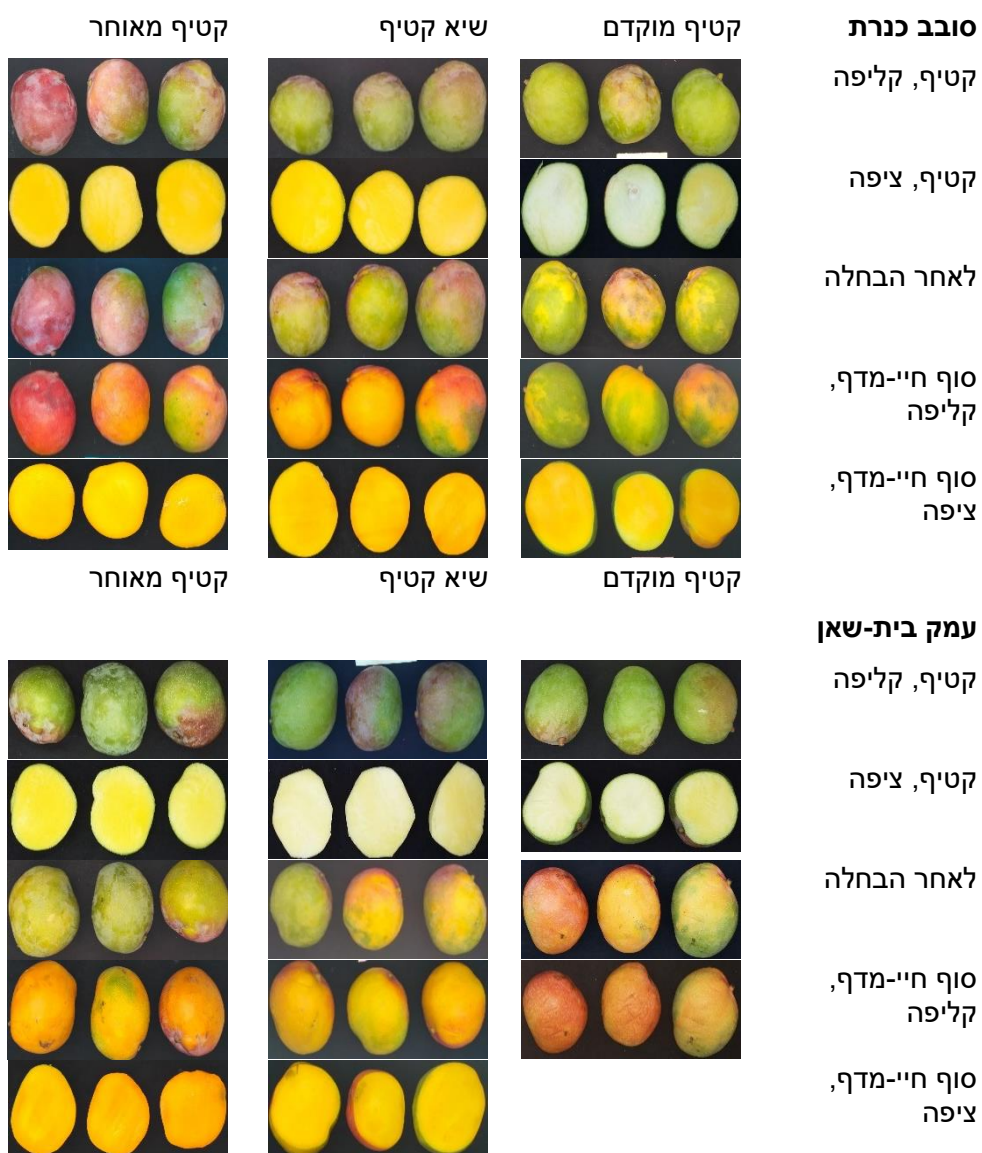 סובב כנרת קטיף מוקדם שיא קטיף קטיף מאוחר
קטיף, קליפה
קטיף, ציפה
לאחר הבחלה
סוף חיי-מדף,
קליפה
סוף חיי-מדף,
ציפה
קטיף מוקדם שיא קטיף קטיף מאוחר
עמק בית-שאן
קטיף, קליפה
קטיף, ציפה
לאחר הבחלה
סוף חיי-מדף,
קליפה
סוף חיי-מדף,
ציפה